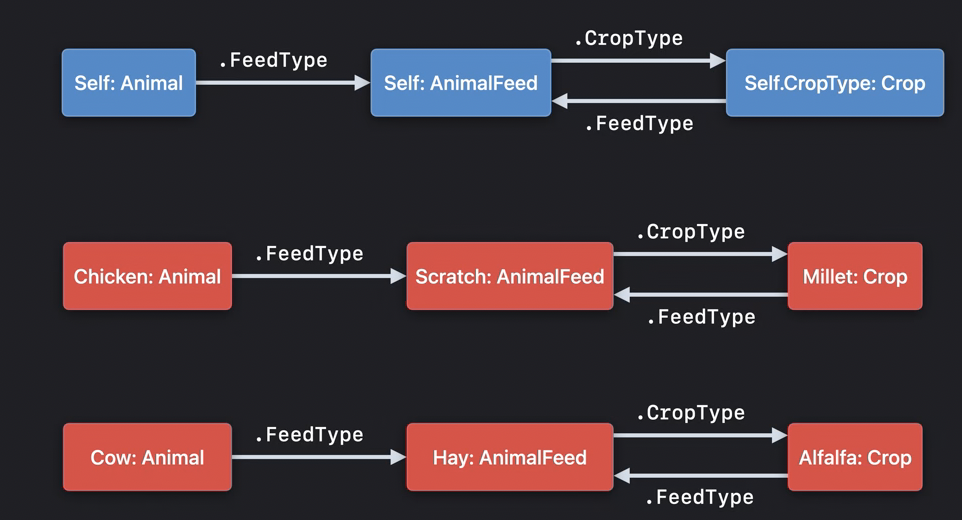 .CropType
.FeedType
Self: Animal
Self: AnimalFeed
Self.CropType: Crop
.FeedType
.CropType
.FeedType
Chicken: Animal
Scratch: AnimalFeed
Millet: Crop
.FeedType
.CropType
.FeedType
Cow: Animal
Hay: AnimalFeed
Alfalfa: Crop
.FeedType